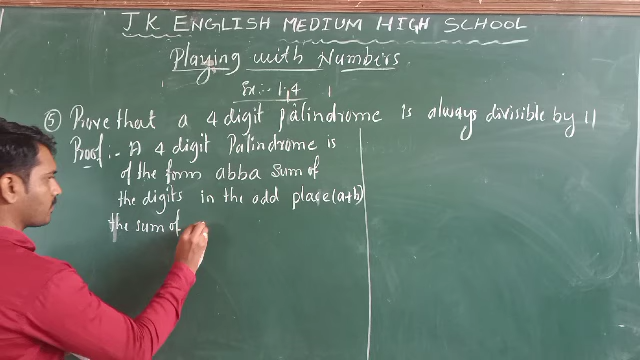 JK ENGLISH MEDIUM HIGH SCHOOL
Playing with Numbers.
Ex:- 1.4
⑤ Prove that a 4 digit palindrome is always divisible by 11
Proof :- A 4 digit Palindrome is
of the form abba sum of
the digits in the odd place(a+b)
the sum of